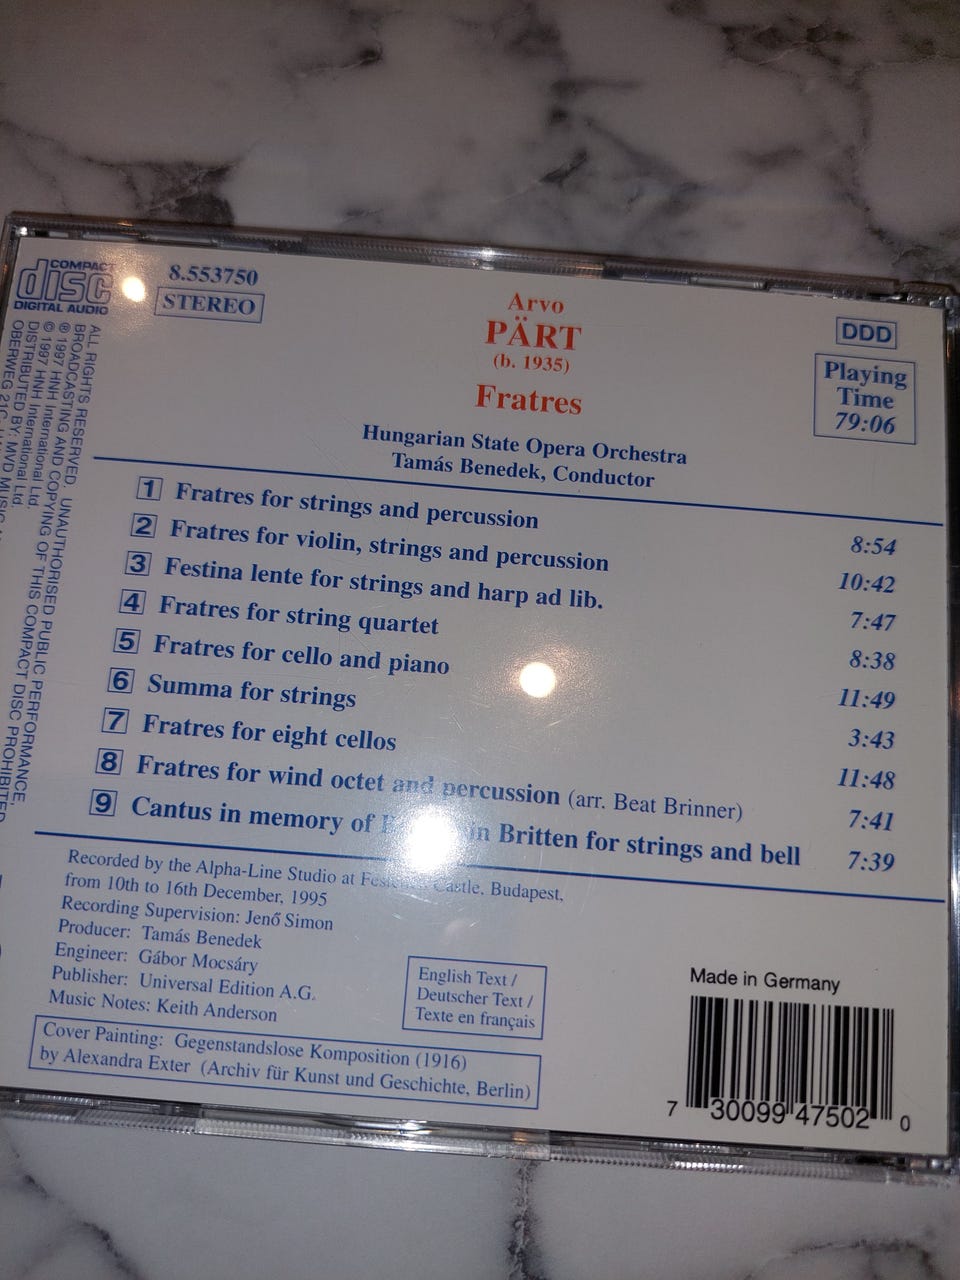 COMPACT
disc
DIGITAL AUDIO
8.553750
STEREO
Arvo
PÄRT
(b. 1935)
Fratres
Hungarian State Opera Orchestra
Tamás Benedek, Conductor
DDD
Playing
Time
79:06
1 Fratres for strings and percussion 8:54
2 Fratres for violin, strings and percussion 10:42
3 Festina lente for strings and harp ad lib. 7:47
4 Fratres for string quartet 8:38
5 Fratres for cello and piano 11:49
6 Summa for strings 3:43
7 Fratres for eight cellos 11:48
8 Fratres for wind octet and percussion (arr. Beat Brinner) 7:41
9 Cantus in memory of Britten for strings and bell 7:39
Recorded by the Alpha-Line Studio at Castle, Budapest,
from 10th to 16th December, 1995
Recording Supervision: Jenő Simon
Producer: Tamás Benedek
Engineer: Gábor Mocsáry
Publisher: Universal Edition A.G.
Music Notes: Keith Anderson
English Text /
Deutscher Text /
Texte en français
Cover Painting: Gegenstandslose Komposition (1916)
by Alexandra Exter (Archiv für Kunst und Geschichte, Berlin)
Made in Germany
7 30099 47502 0
ALL RIGHTS RESERVED. UNAUTHORISED PUBLIC PERFORMANCE,
BROADCASTING AND COPYING OF THIS COMPACT DISC PROHIBITED
℗ 1997 HNH International Ltd.
© 1997 HNH International Ltd.
DISTRIBUTED BY: MVD MUSIC
OBERWEG 21C